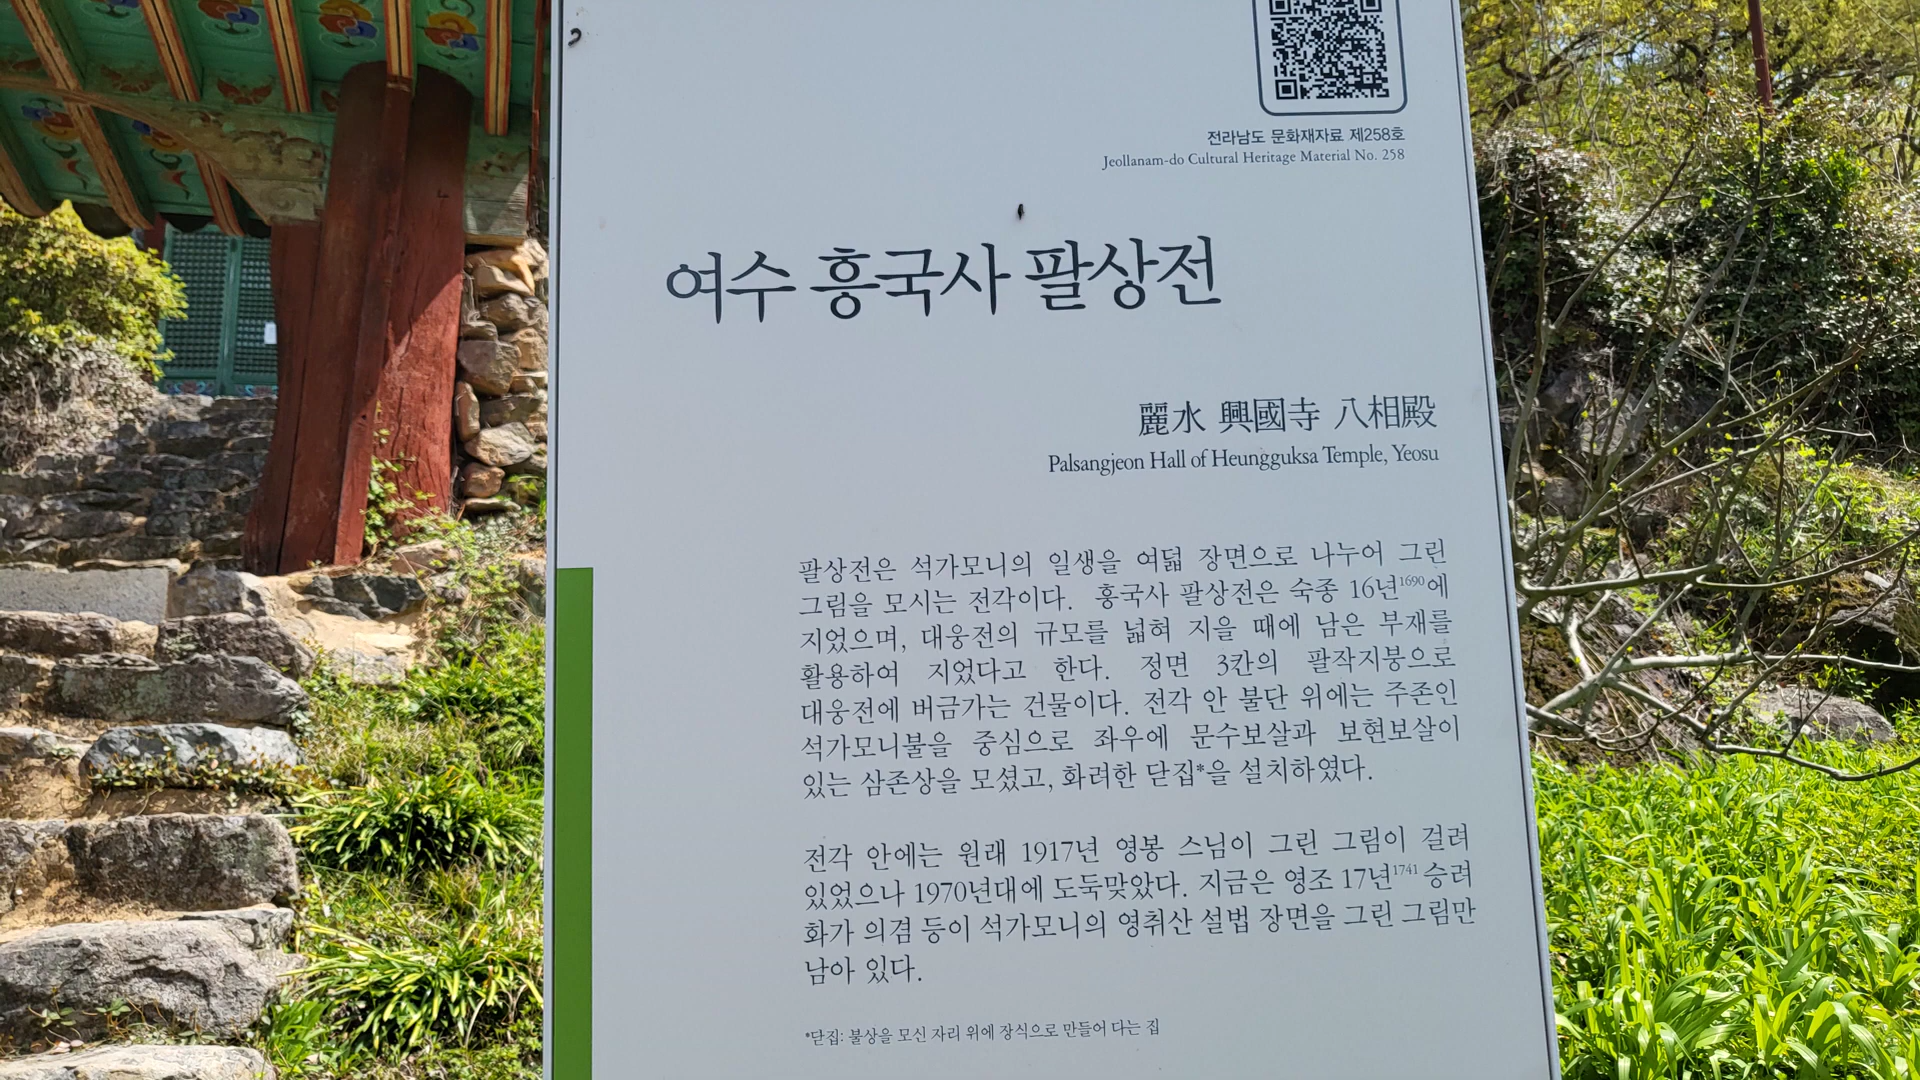 전라남도 문화재자료 제258호
Jeollanam-do Cultural Heritage Material No. 258
여수 흥국사 팔상전
麗水 興國寺 八相殿
Palsangjeon Hall of Heungguksa Temple, Yeosu
팔상전은 석가모니의 일생을 여덟 장면으로 나누어 그린
그림을 모시는 전각이다. 흥국사 팔상전은 숙종 16년1690에
지었으며, 대웅전의 규모를 넓혀 지을 때에 남은 부재를
활용하여 지었다고 한다. 정면 3칸의 팔작지붕으로
대웅전에 버금가는 건물이다. 전각 안 불단 위에는 주존인
석가모니불을 중심으로 좌우에 문수보살과 보현보살이
있는 삼존상을 모셨고, 화려한 닫집*을 설치하였다.
전각 안에는 원래 1917년 영봉 스님이 그린 그림이 걸려
있었으나 1970년대에 도둑맞았다. 지금은 영조 17년1741 승려
화가 의겸 등이 석가모니의 영취산 설법 장면을 그린 그림만
남아 있다.
*닫집: 불상을 모신 자리 위에 장식으로 만들어 다는 집